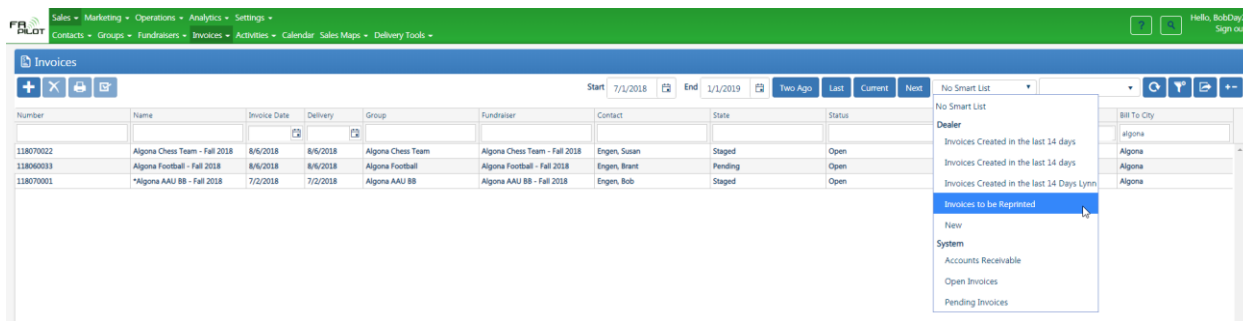 FA PILOT
Sales Marketing Operations Analytics Settings
Contacts Groups Fundraisers Invoices Activities Calendar Sales Maps Delivery Tools
? Hello, BobDay
Sign ou
Invoices
Start 7/1/2018 End 1/1/2019 Two Ago Last Current Next No Smart List
Number Name Invoice Date Delivery Group Fundraiser Contact State Status Bill To City
algona
118070022 Algona Chess Team - Fall 2018 8/6/2018 8/6/2018 Algona Chess Team Algona Chess Team - Fall 2018 Engen, Susan Staged Open Algona
118060033 Algona Football - Fall 2018 8/6/2018 8/6/2018 Algona Football Algona Football - Fall 2018 Engen, Brant Pending Open Algona
118070001 *Algona AAU BB - Fall 2018 7/2/2018 7/2/2018 Algona AAU BB Algona AAU BB - Fall 2018 Engen, Bob Staged Open Algona
No Smart List
Dealer
Invoices Created in the last 14 days
Invoices Created in the last 14 days
Invoices Created in the last 14 Days Lynn
Invoices to be Reprinted
New
System
Accounts Receivable
Open Invoices
Pending Invoices